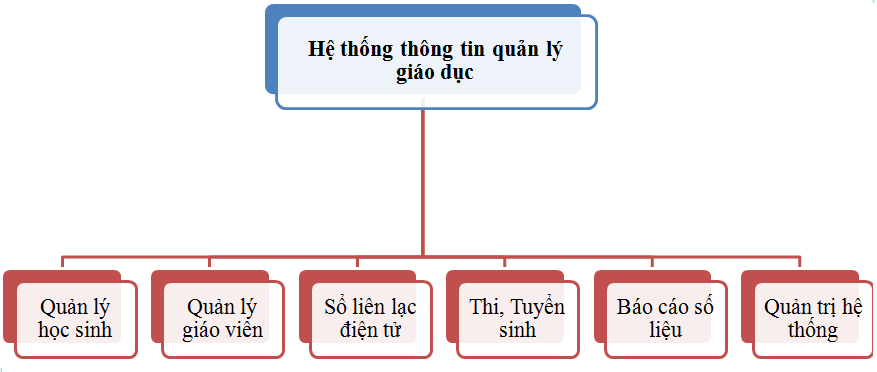 Hệ thống thông tin quản lý
giáo dục
Quản lý
học sinh
Quản lý
giáo viên
Sổ liên lạc
điện tử
Thi, Tuyển
sinh
Báo cáo số
liệu
Quản trị hệ
thống